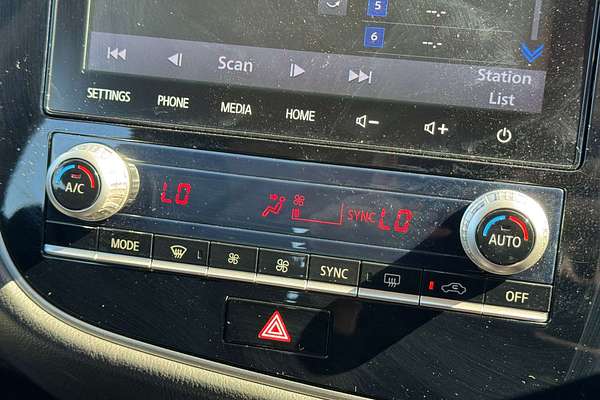 5
--.-
6
--.-
Scan
Station
List
SETTINGS
PHONE
MEDIA
HOME
A/C
LO
SYNC
LO
AUTO
MODE
L
SYNC
L
OFF